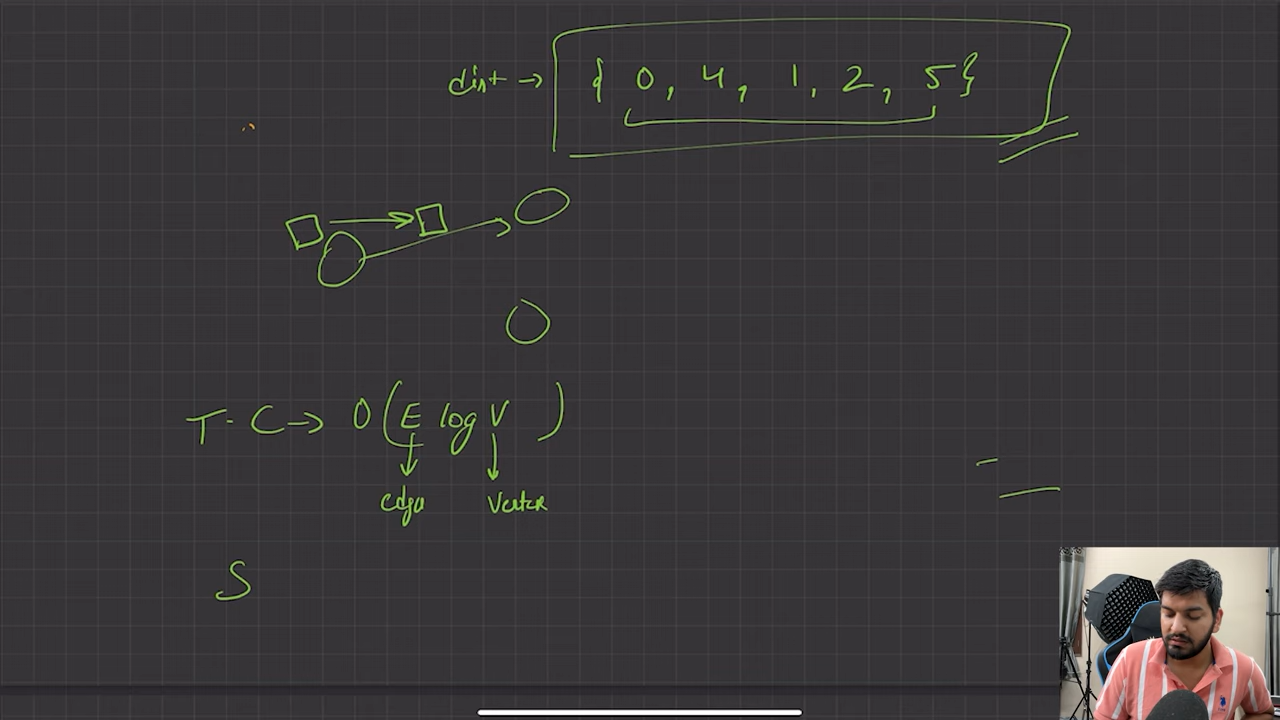 dist → { 0, 4, 1, 2, 5 }
T.C → O(E log V)
edge vertex
S